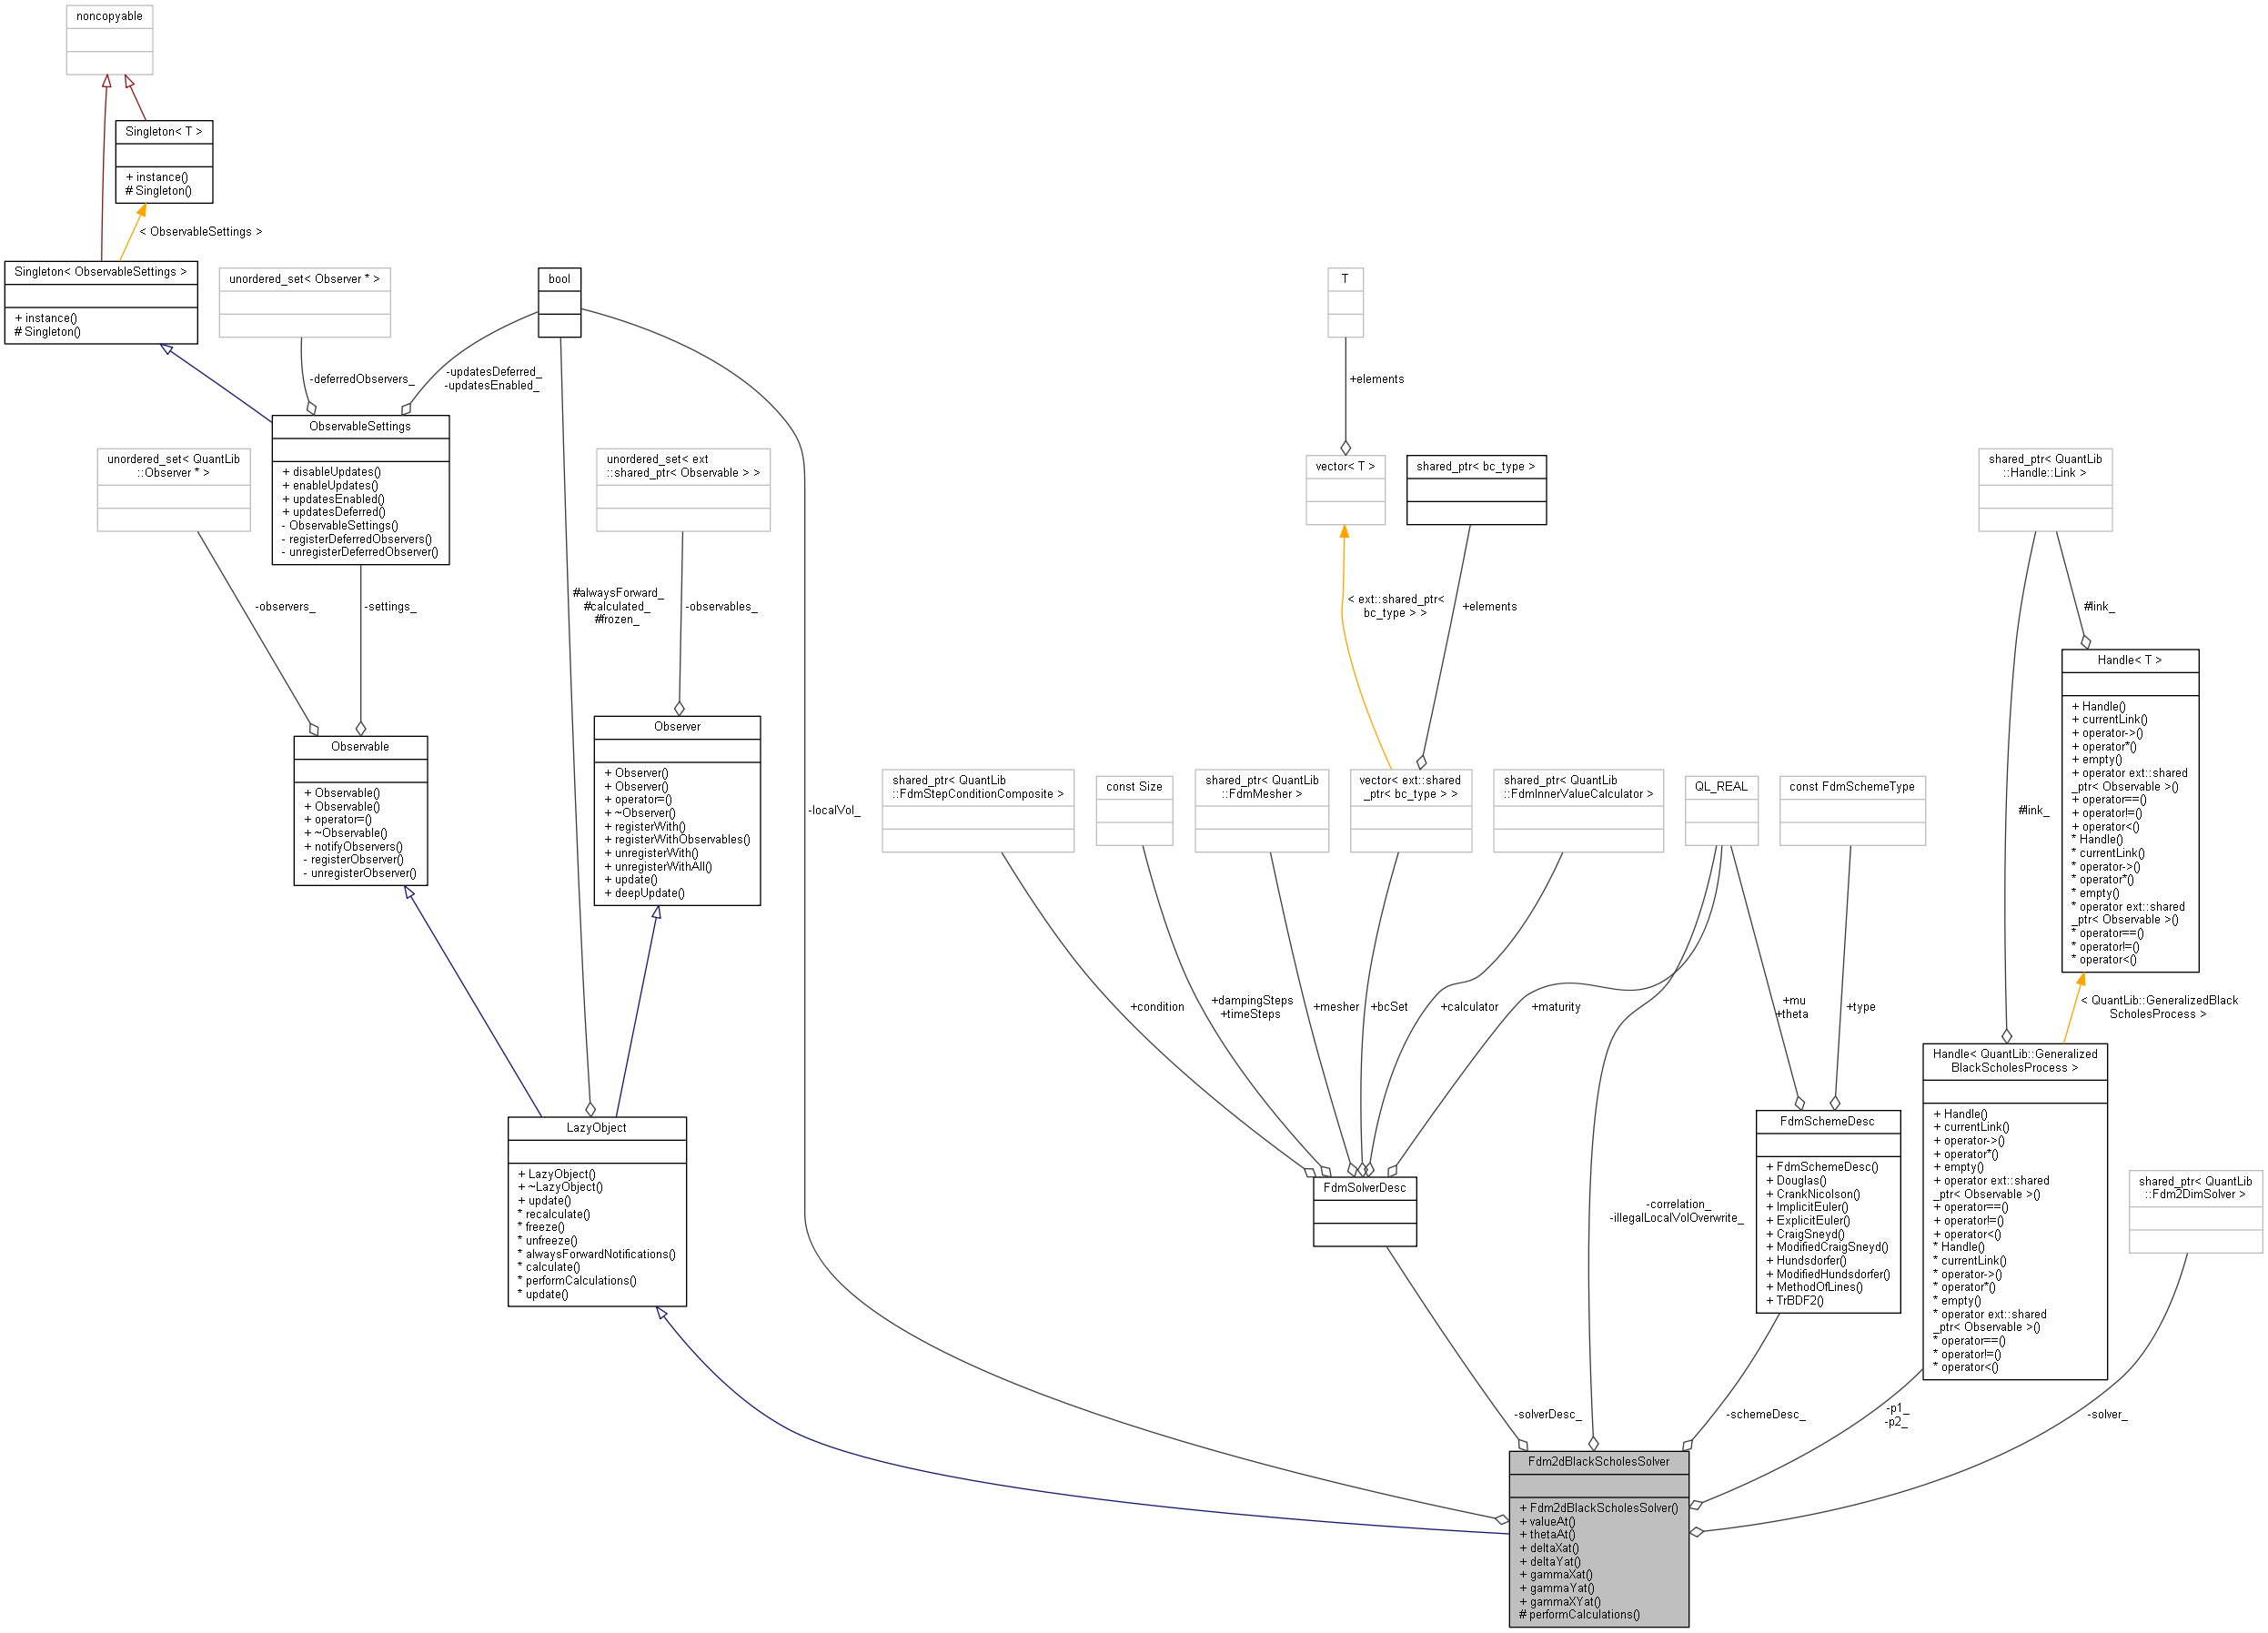 noncopyable
Singleton< T >
+ instance()
# Singleton()
< ObservableSettings >
Singleton< ObservableSettings >
+ instance()
# Singleton()
unordered_set< Observer * >
bool
T
-deferredObservers_
-updatesDeferred_
-updatesEnabled_
+elements
ObservableSettings
+ disableUpdates()
+ enableUpdates()
+ updatesEnabled()
+ updatesDeferred()
- ObservableSettings()
- registerDeferredObservers()
- unregisterDeferredObserver()
unordered_set< QuantLib
::Observer * >
unordered_set< ext
::shared_ptr< Observable > >
vector< T >
shared_ptr< bc_type >
shared_ptr< QuantLib
::Handle::Link >
-observers_
-settings_
#alwaysForward_
#calculated_
#frozen_
-observables_
< ext::shared_ptr<
bc_type > >
+elements
#link_
Handle< T >
+ Handle()
+ currentLink()
+ operator->()
+ operator*()
+ empty()
+ operator ext::shared
_ptr< Observable >()
+ operator==()
+ operator!=()
+ operator<()
* Handle()
* currentLink()
* operator->()
* operator*()
* empty()
* operator ext::shared
_ptr< Observable >()
* operator==()
* operator!=()
* operator<()
Observable
+ Observable()
+ Observable()
+ operator=()
+ ~Observable()
+ notifyObservers()
- registerObserver()
- unregisterObserver()
Observer
+ Observer()
+ Observer()
+ operator=()
+ ~Observer()
+ registerWith()
+ registerWithObservables()
+ unregisterWith()
+ unregisterWithAll()
+ update()
+ deepUpdate()
-localVol_
shared_ptr< QuantLib
::FdmStepConditionComposite >
const Size
shared_ptr< QuantLib
::FdmMesher >
vector< ext::shared
_ptr< bc_type > >
shared_ptr< QuantLib
::FdmInnerValueCalculator >
QL_REAL
const FdmSchemeType
#link_
+condition
+dampingSteps
+timeSteps
+mesher
+bcSet
+calculator
+maturity
+mu
+theta
+type
< QuantLib::GeneralizedBlack
ScholesProcess >
LazyObject
+ LazyObject()
+ ~LazyObject()
+ update()
* recalculate()
* freeze()
* unfreeze()
* alwaysForwardNotifications()
* calculate()
* performCalculations()
* update()
FdmSolverDesc
-correlation_
-illegalLocalVolOverwrite_
FdmSchemeDesc
+ FdmSchemeDesc()
+ Douglas()
+ CrankNicolson()
+ ImplicitEuler()
+ ExplicitEuler()
+ CraigSneyd()
+ ModifiedCraigSneyd()
+ Hundsdorfer()
+ ModifiedHundsdorfer()
+ MethodOfLines()
+ TrBDF2()
Handle< QuantLib::Generalized
BlackScholesProcess >
+ Handle()
+ currentLink()
+ operator->()
+ operator*()
+ empty()
+ operator ext::shared
_ptr< Observable >()
+ operator==()
+ operator!=()
+ operator<()
* Handle()
* currentLink()
* operator->()
* operator*()
* empty()
* operator ext::shared
_ptr< Observable >()
* operator==()
* operator!=()
* operator<()
shared_ptr< QuantLib
::Fdm2DimSolver >
-solverDesc_
-schemeDesc_
-p1_
-p2_
-solver_
Fdm2dBlackScholesSolver
+ Fdm2dBlackScholesSolver()
+ valueAt()
+ thetaAt()
+ deltaXat()
+ deltaYat()
+ gammaXat()
+ gammaYat()
+ gammaXYat()
# performCalculations()